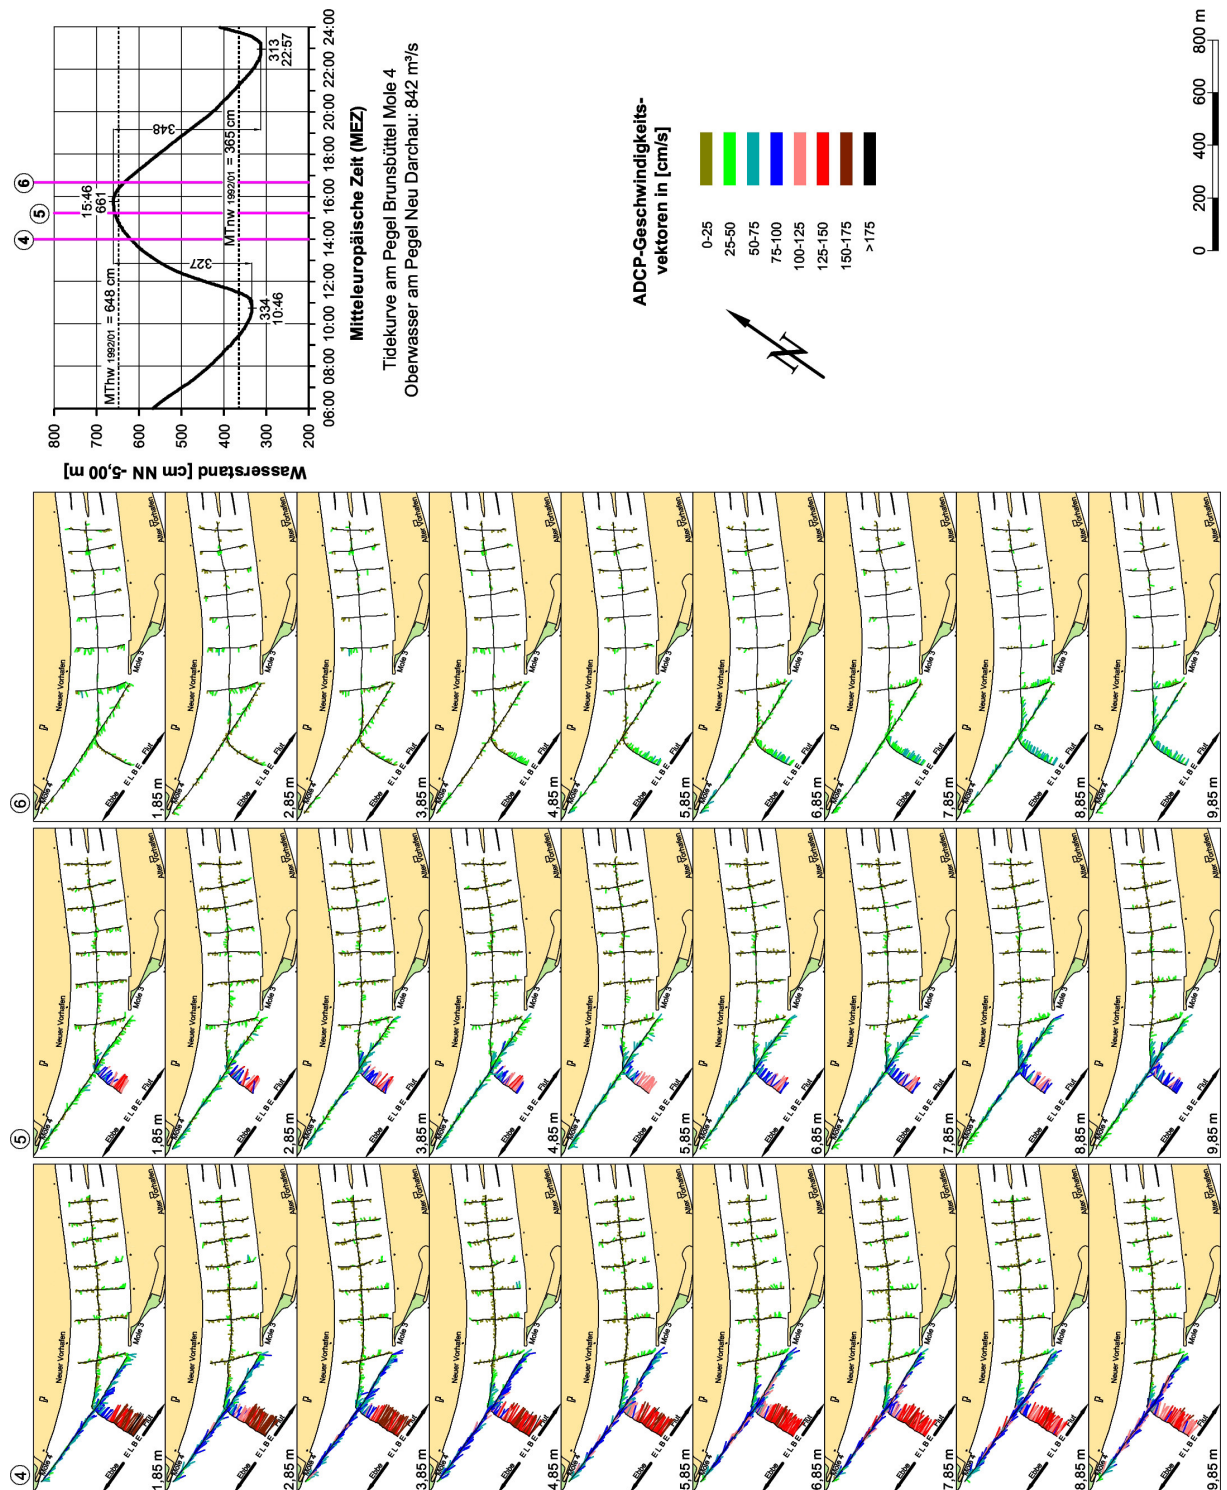 ④
⑤
⑥
Neuer Vorhafen
Alter Vorhafen
Mole 4
Mole 3
Ebbe
ELBE
Flut
1,85 m
2,85 m
3,85 m
4,85 m
5,85 m
6,85 m
7,85 m
8,85 m
9,85 m
Wasserstand [cm NN -5,00 m]
800
700
600
500
400
300
200
④
⑤
⑥
MThw 1992/01 = 648 cm
MTnw 1992/01 = 365 cm
334
10:46
327
15:46
661
348
313
22:57
06:00 08:00 10:00 12:00 14:00 16:00 18:00 20:00 22:00 24:00
Mitteleuropäische Zeit (MEZ)
Tidekurve am Pegel Brunsbüttel Mole 4
Oberwasser am Pegel Neu Darchau: 842 m³/s
N
ADCP-Geschwindigkeits-
vektoren in [cm/s]
0-25
25-50
50-75
75-100
100-125
125-150
150-175
>175
0 200 400 600 800 m